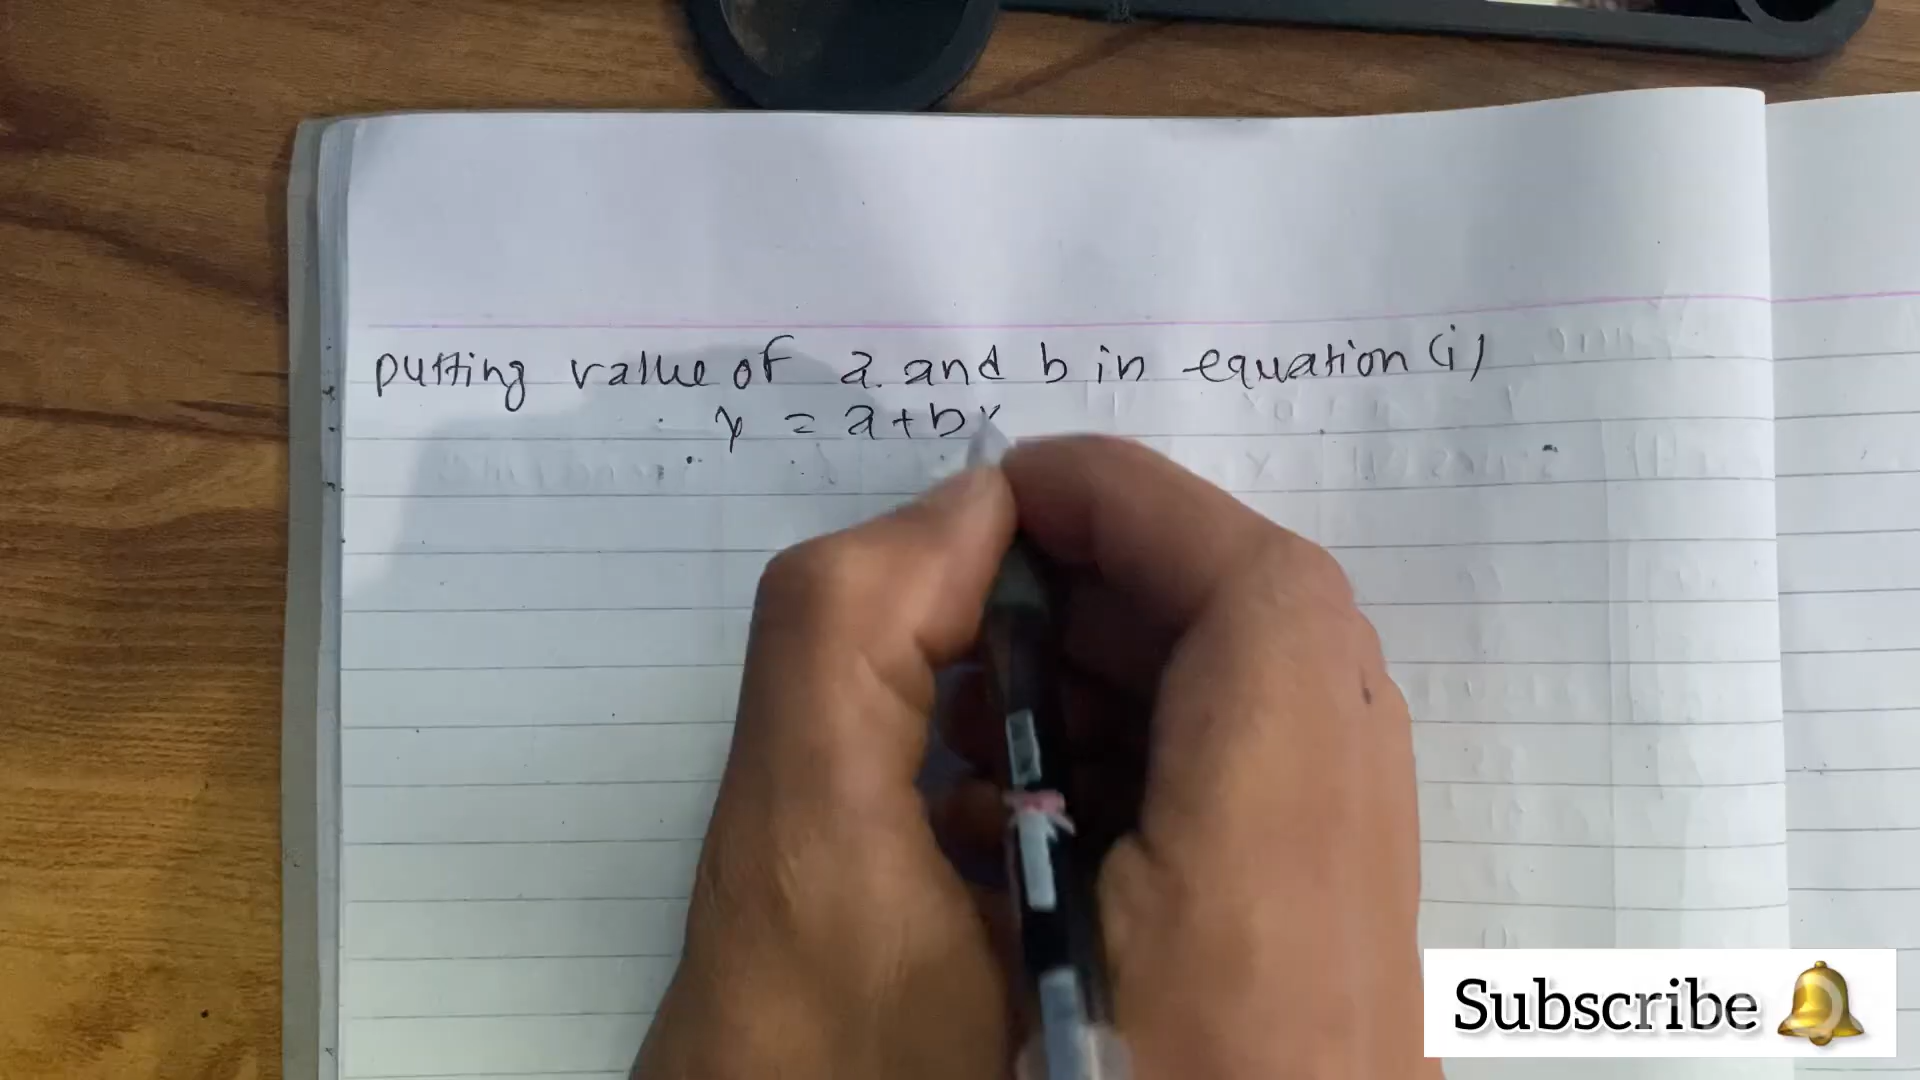 putting value of a and b in equation (i)
y = a+bx
Subscribe